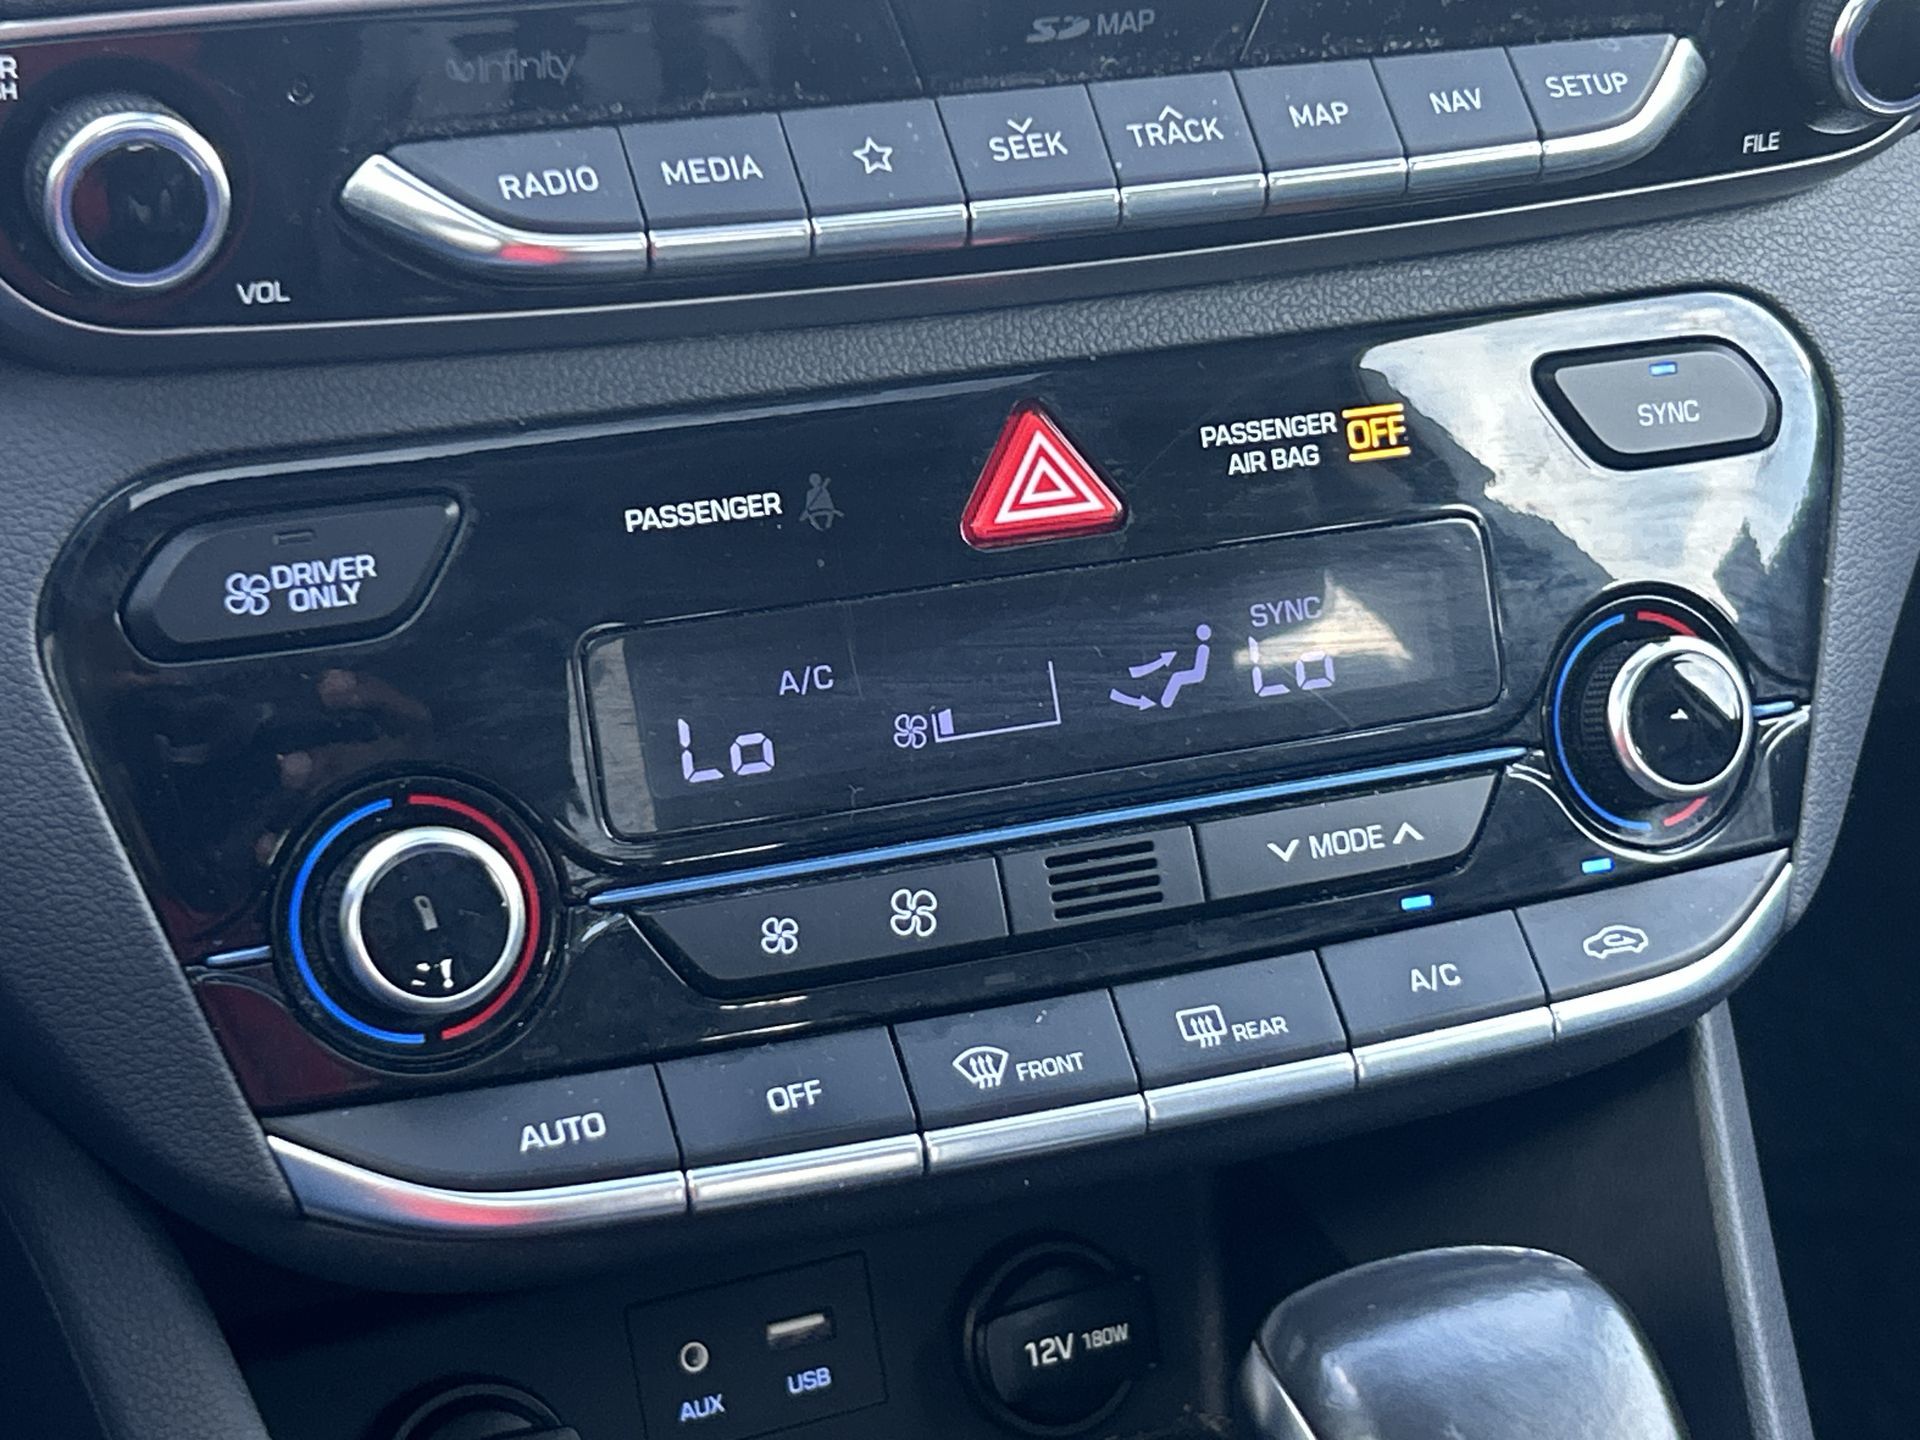 SD MAP
infinity
RADIO
MEDIA
SEEK
TRACK
MAP
NAV
SETUP
VOL
FILE
PASSENGER
PASSENGER
AIR BAG
OFF
SYNC
DRIVER
ONLY
A/C
Lo
SYNC
Lo
MODE
AUTO
OFF
FRONT
REAR
A/C
AUX
USB
12V 180W